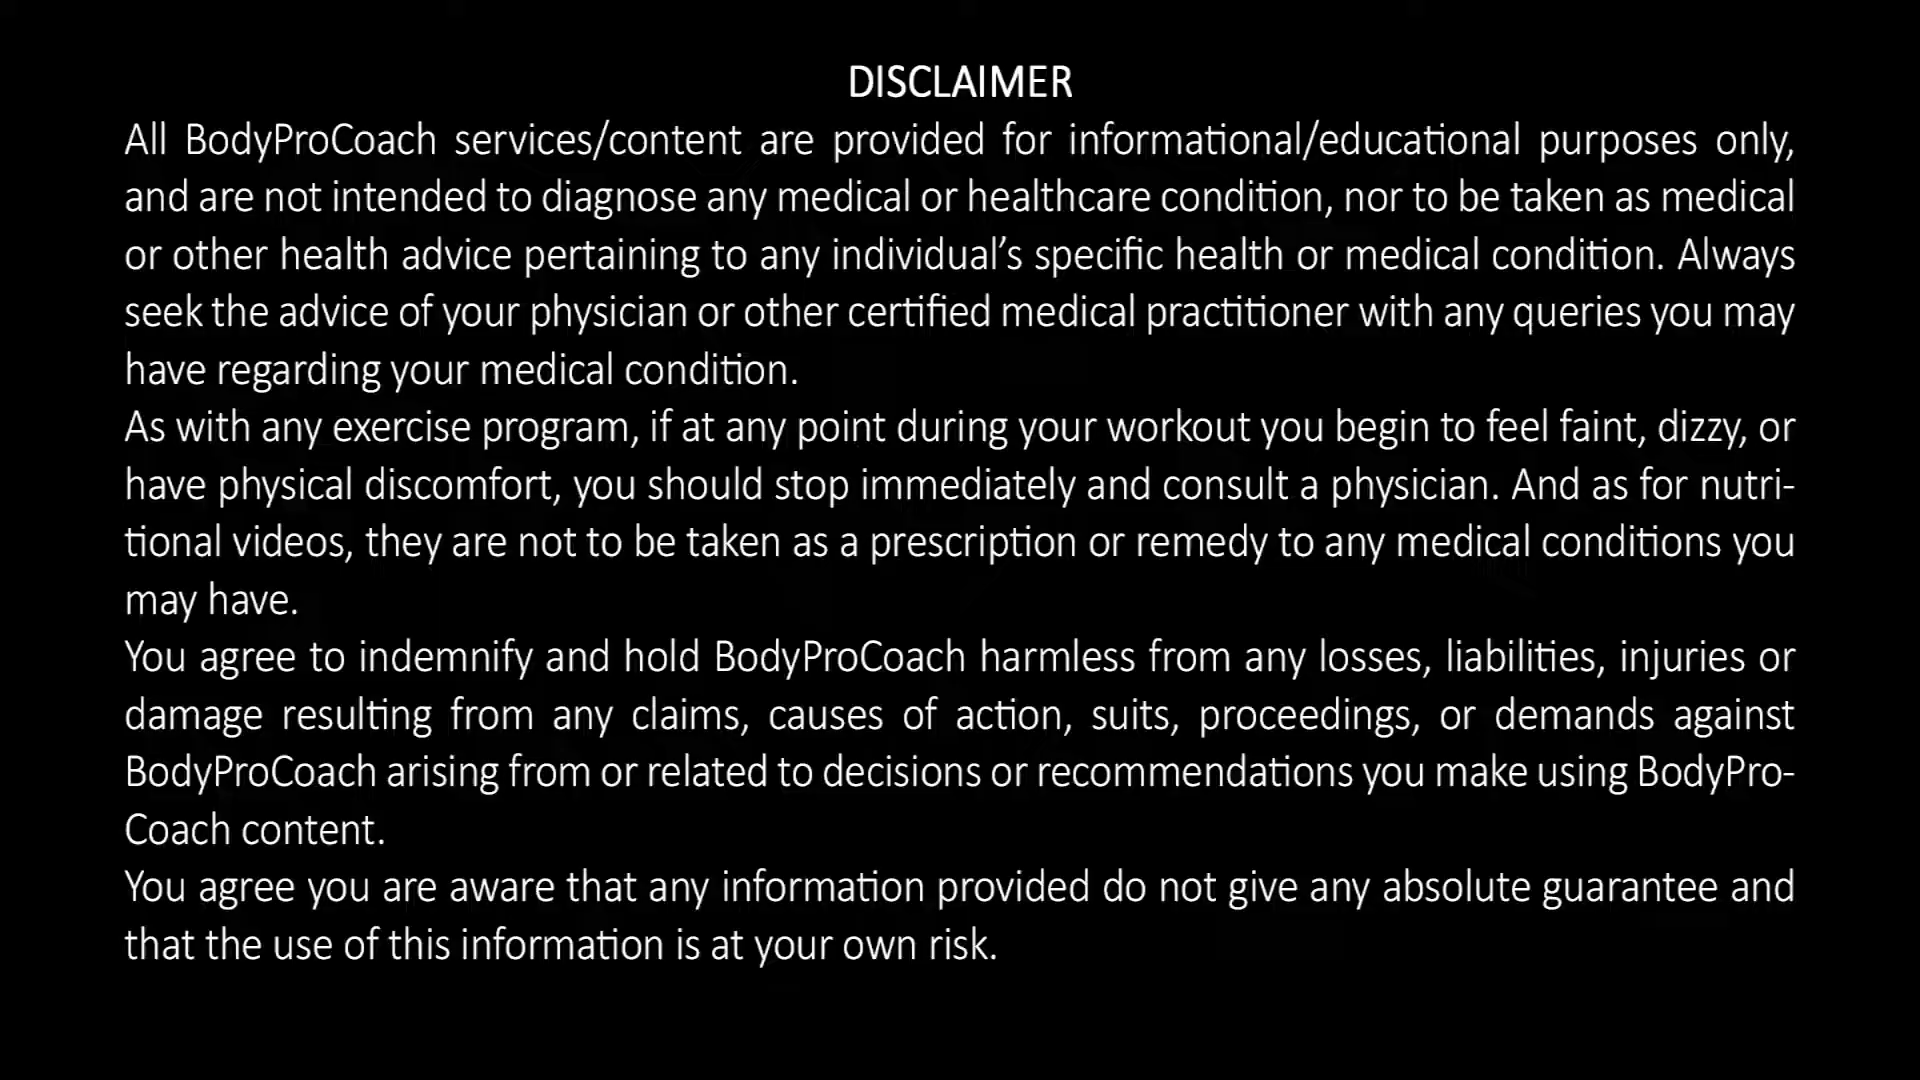 DISCLAIMER
All BodyProCoach services/content are provided for informational/educational purposes only,
and are not intended to diagnose any medical or healthcare condition, nor to be taken as medical
or other health advice pertaining to any individual’s specific health or medical condition. Always
seek the advice of your physician or other certified medical practitioner with any queries you may
have regarding your medical condition.
As with any exercise program, if at any point during your workout you begin to feel faint, dizzy, or
have physical discomfort, you should stop immediately and consult a physician. And as for nutri-
tional videos, they are not to be taken as a prescription or remedy to any medical conditions you
may have.
You agree to indemnify and hold BodyProCoach harmless from any losses, liabilities, injuries or
damage resulting from any claims, causes of action, suits, proceedings, or demands against
BodyProCoach arising from or related to decisions or recommendations you make using BodyPro-
Coach content.
You agree you are aware that any information provided do not give any absolute guarantee and
that the use of this information is at your own risk.